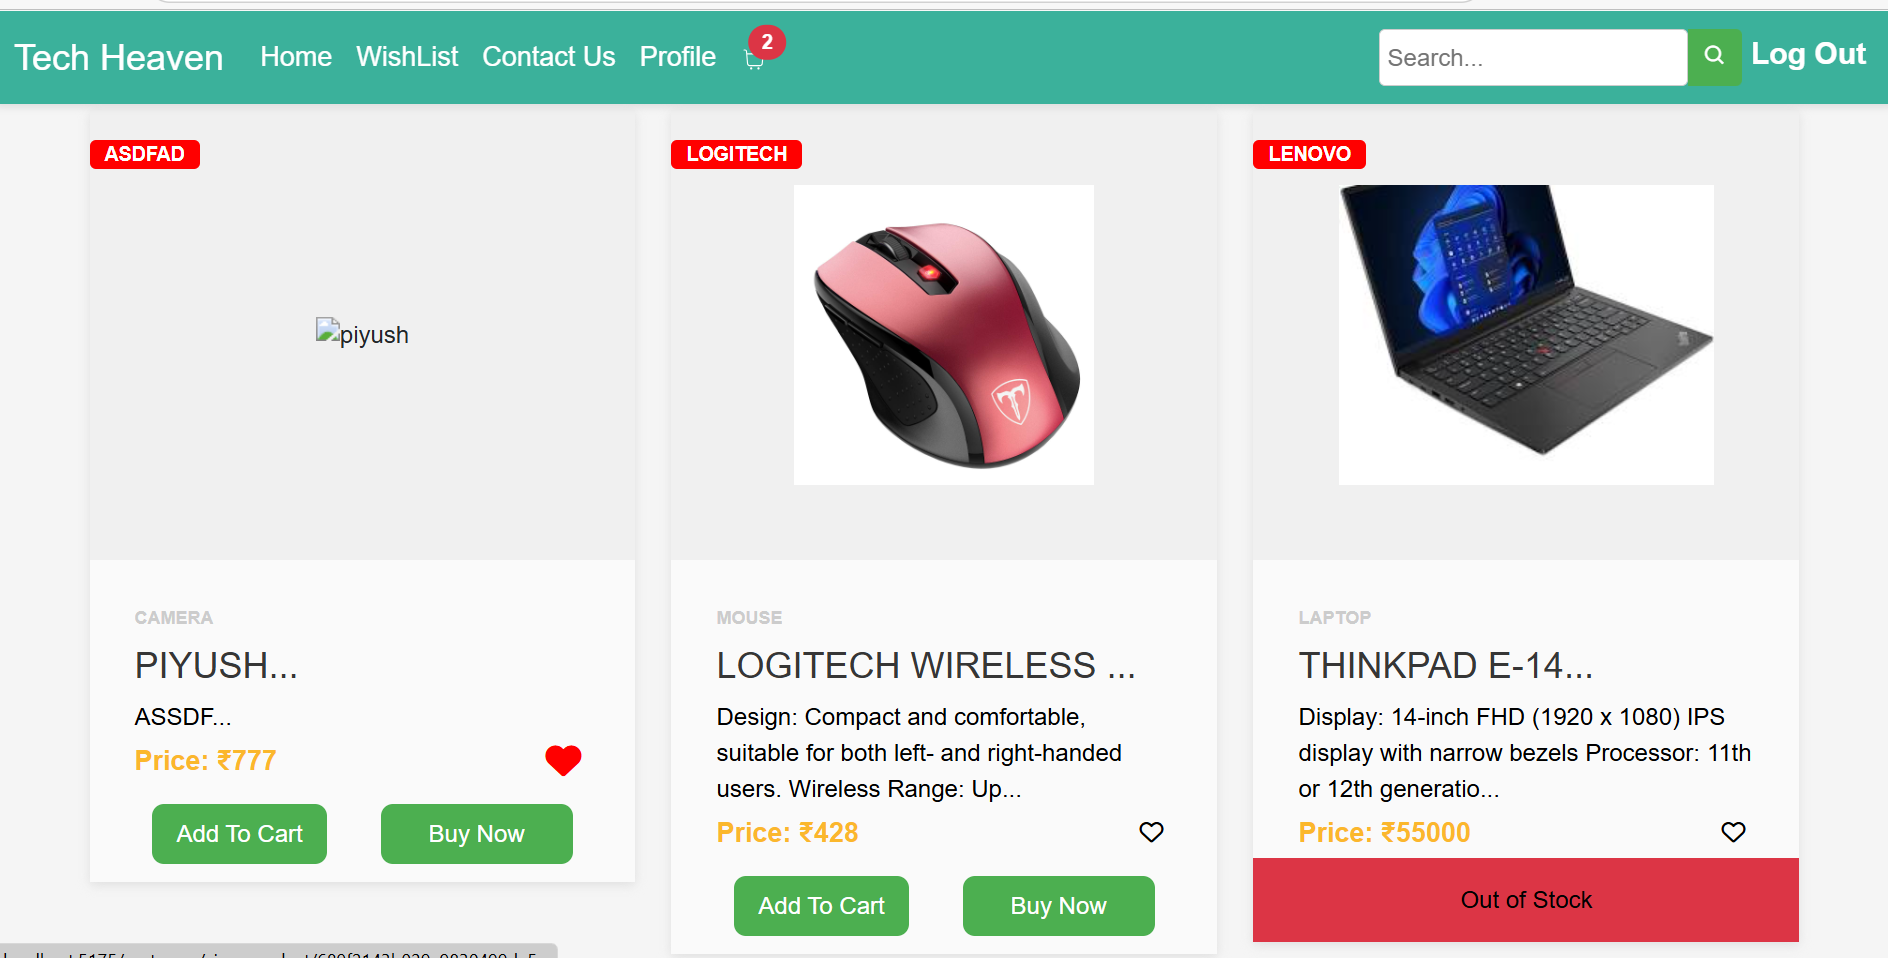 Tech Heaven Home WishList Contact Us Profile 2 Search... Log Out
ASDFAD
piyush
CAMERA
PIYUSH...
ASSDF...
Price: ₹777
Add To Cart Buy Now
LOGITECH
MOUSE
LOGITECH WIRELESS ...
Design: Compact and comfortable,
suitable for both left- and right-handed
users. Wireless Range: Up...
Price: ₹428
Add To Cart Buy Now
LENOVO
LAPTOP
THINKPAD E-14...
Display: 14-inch FHD (1920 x 1080) IPS
display with narrow bezels Processor: 11th
or 12th generatio...
Price: ₹55000
Out of Stock